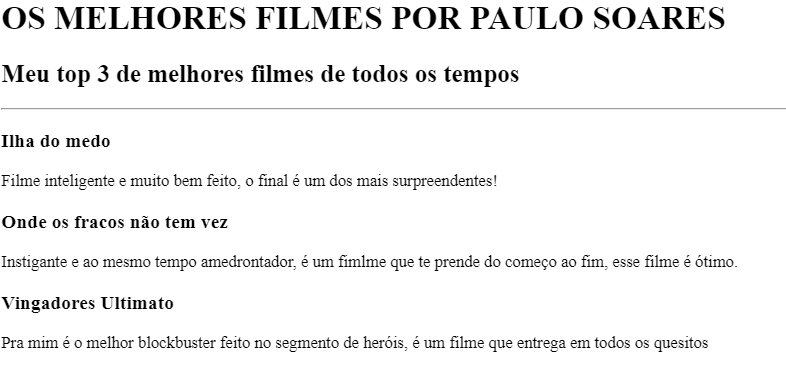 OS MELHORES FILMES POR PAULO SOARES
Meu top 3 de melhores filmes de todos os tempos
Ilha do medo
Filme inteligente e muito bem feito, o final é um dos mais surpreendentes!
Onde os fracos não tem vez
Instigante e ao mesmo tempo amedrontador, é um fimlme que te prende do começo ao fim, esse filme é ótimo.
Vingadores Ultimato
Pra mim é o melhor blockbuster feito no segmento de heróis, é um filme que entrega em todos os quesitos